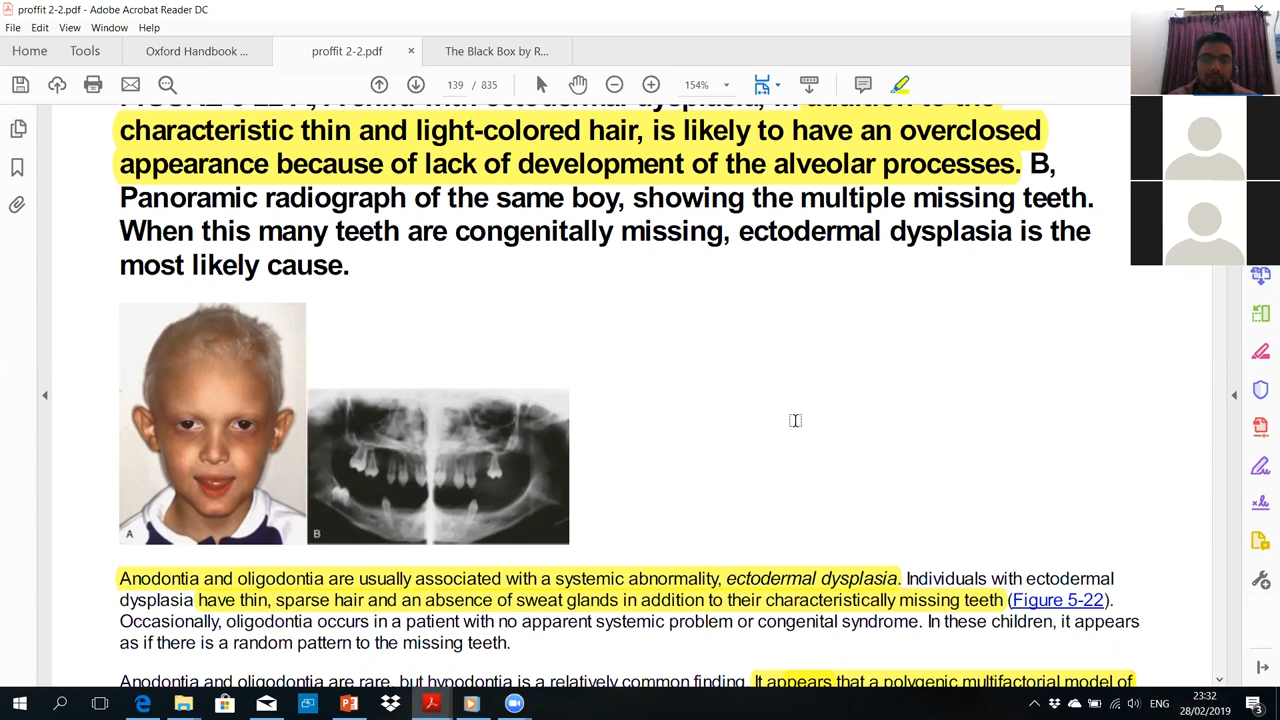 proffit 2-2.pdf - Adobe Acrobat Reader DC
File Edit View Window Help
Home Tools Oxford Handbook ... proffit 2-2.pdf × The Black Box by R...
139 / 835 154%
characteristic thin and light-colored hair, is likely to have an overclosed
appearance because of lack of development of the alveolar processes. B,
Panoramic radiograph of the same boy, showing the multiple missing teeth.
When this many teeth are congenitally missing, ectodermal dysplasia is the
most likely cause.
A B
Anodontia and oligodontia are usually associated with a systemic abnormality, ectodermal dysplasia. Individuals with ectodermal
dysplasia have thin, sparse hair and an absence of sweat glands in addition to their characteristically missing teeth (Figure 5-22).
Occasionally, oligodontia occurs in a patient with no apparent systemic problem or congenital syndrome. In these children, it appears
as if there is a random pattern to the missing teeth.
Anodontia and oligodontia are rare, but hypodontia is a relatively common finding. It appears that a polygenic multifactorial model of
ENG 23:32
28/02/2019 3